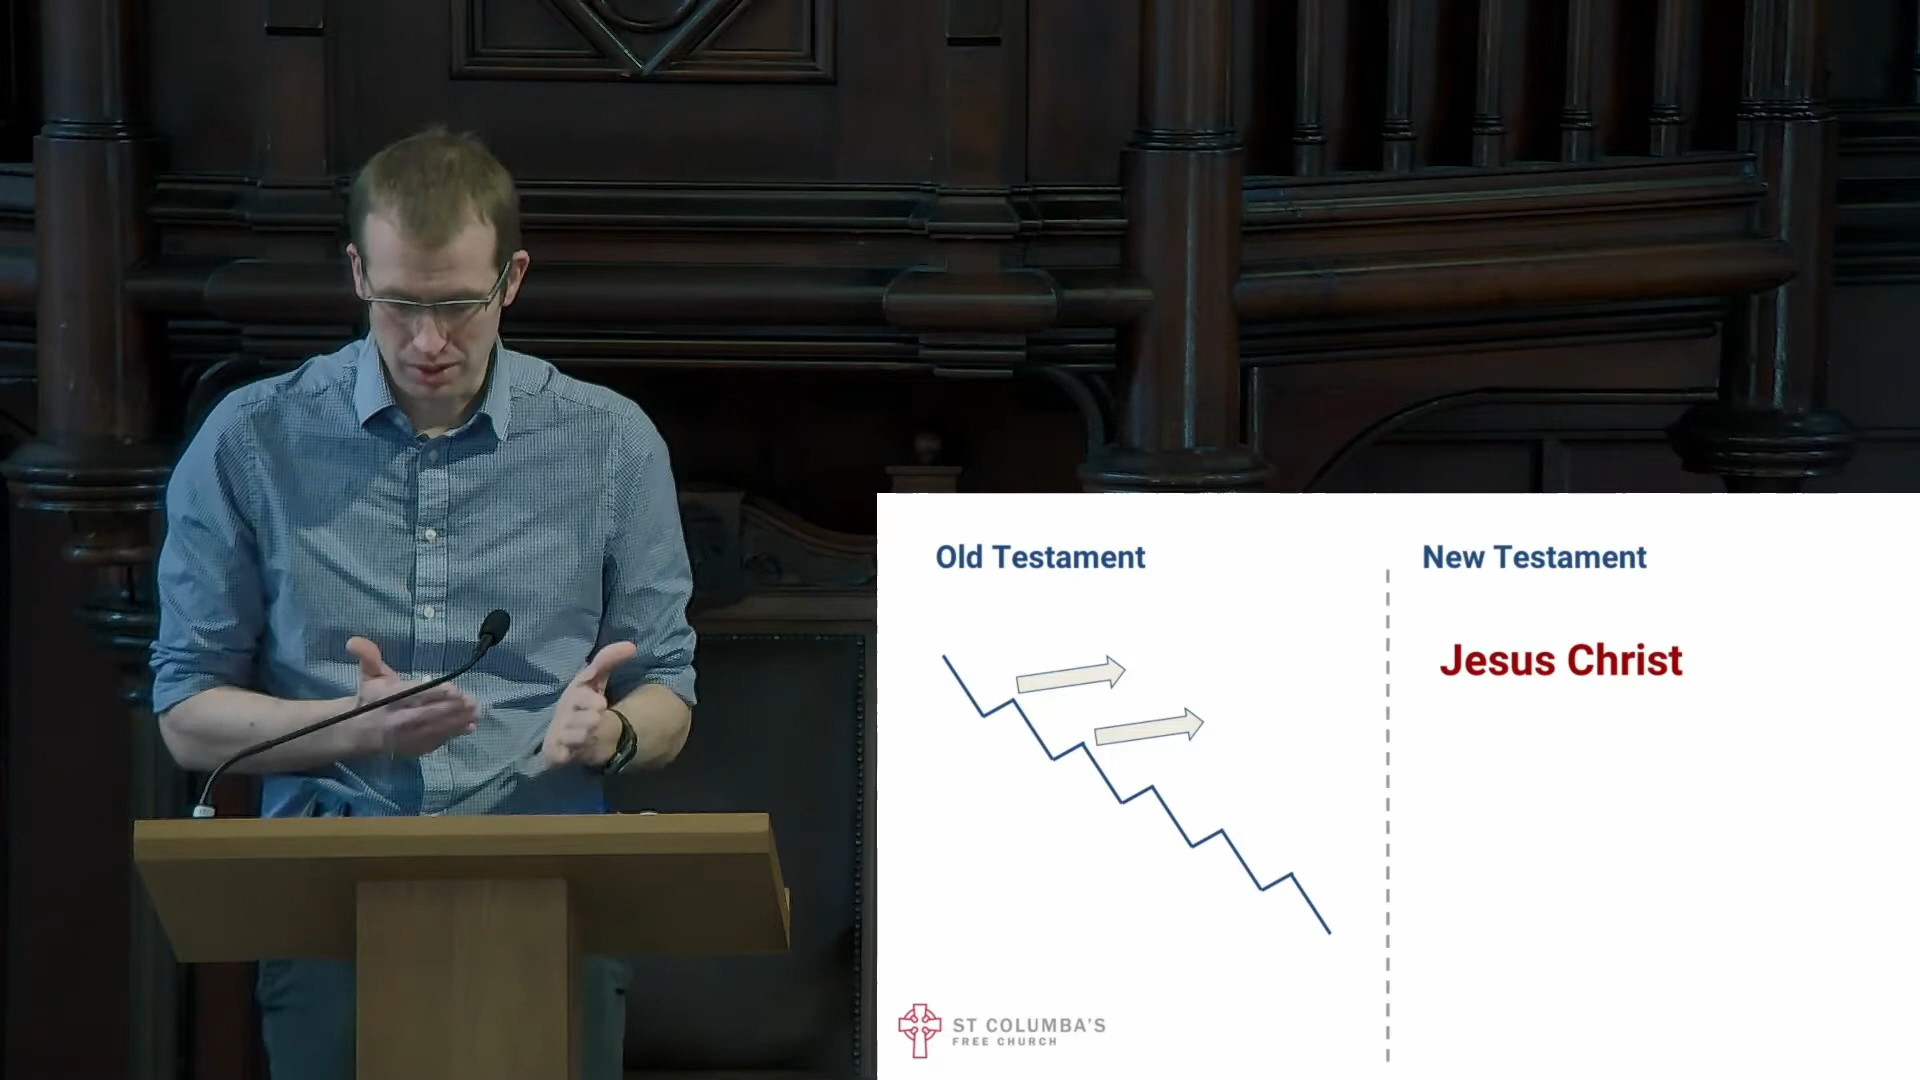 Old Testament
New Testament
Jesus Christ
ST COLUMBA'S
FREE CHURCH